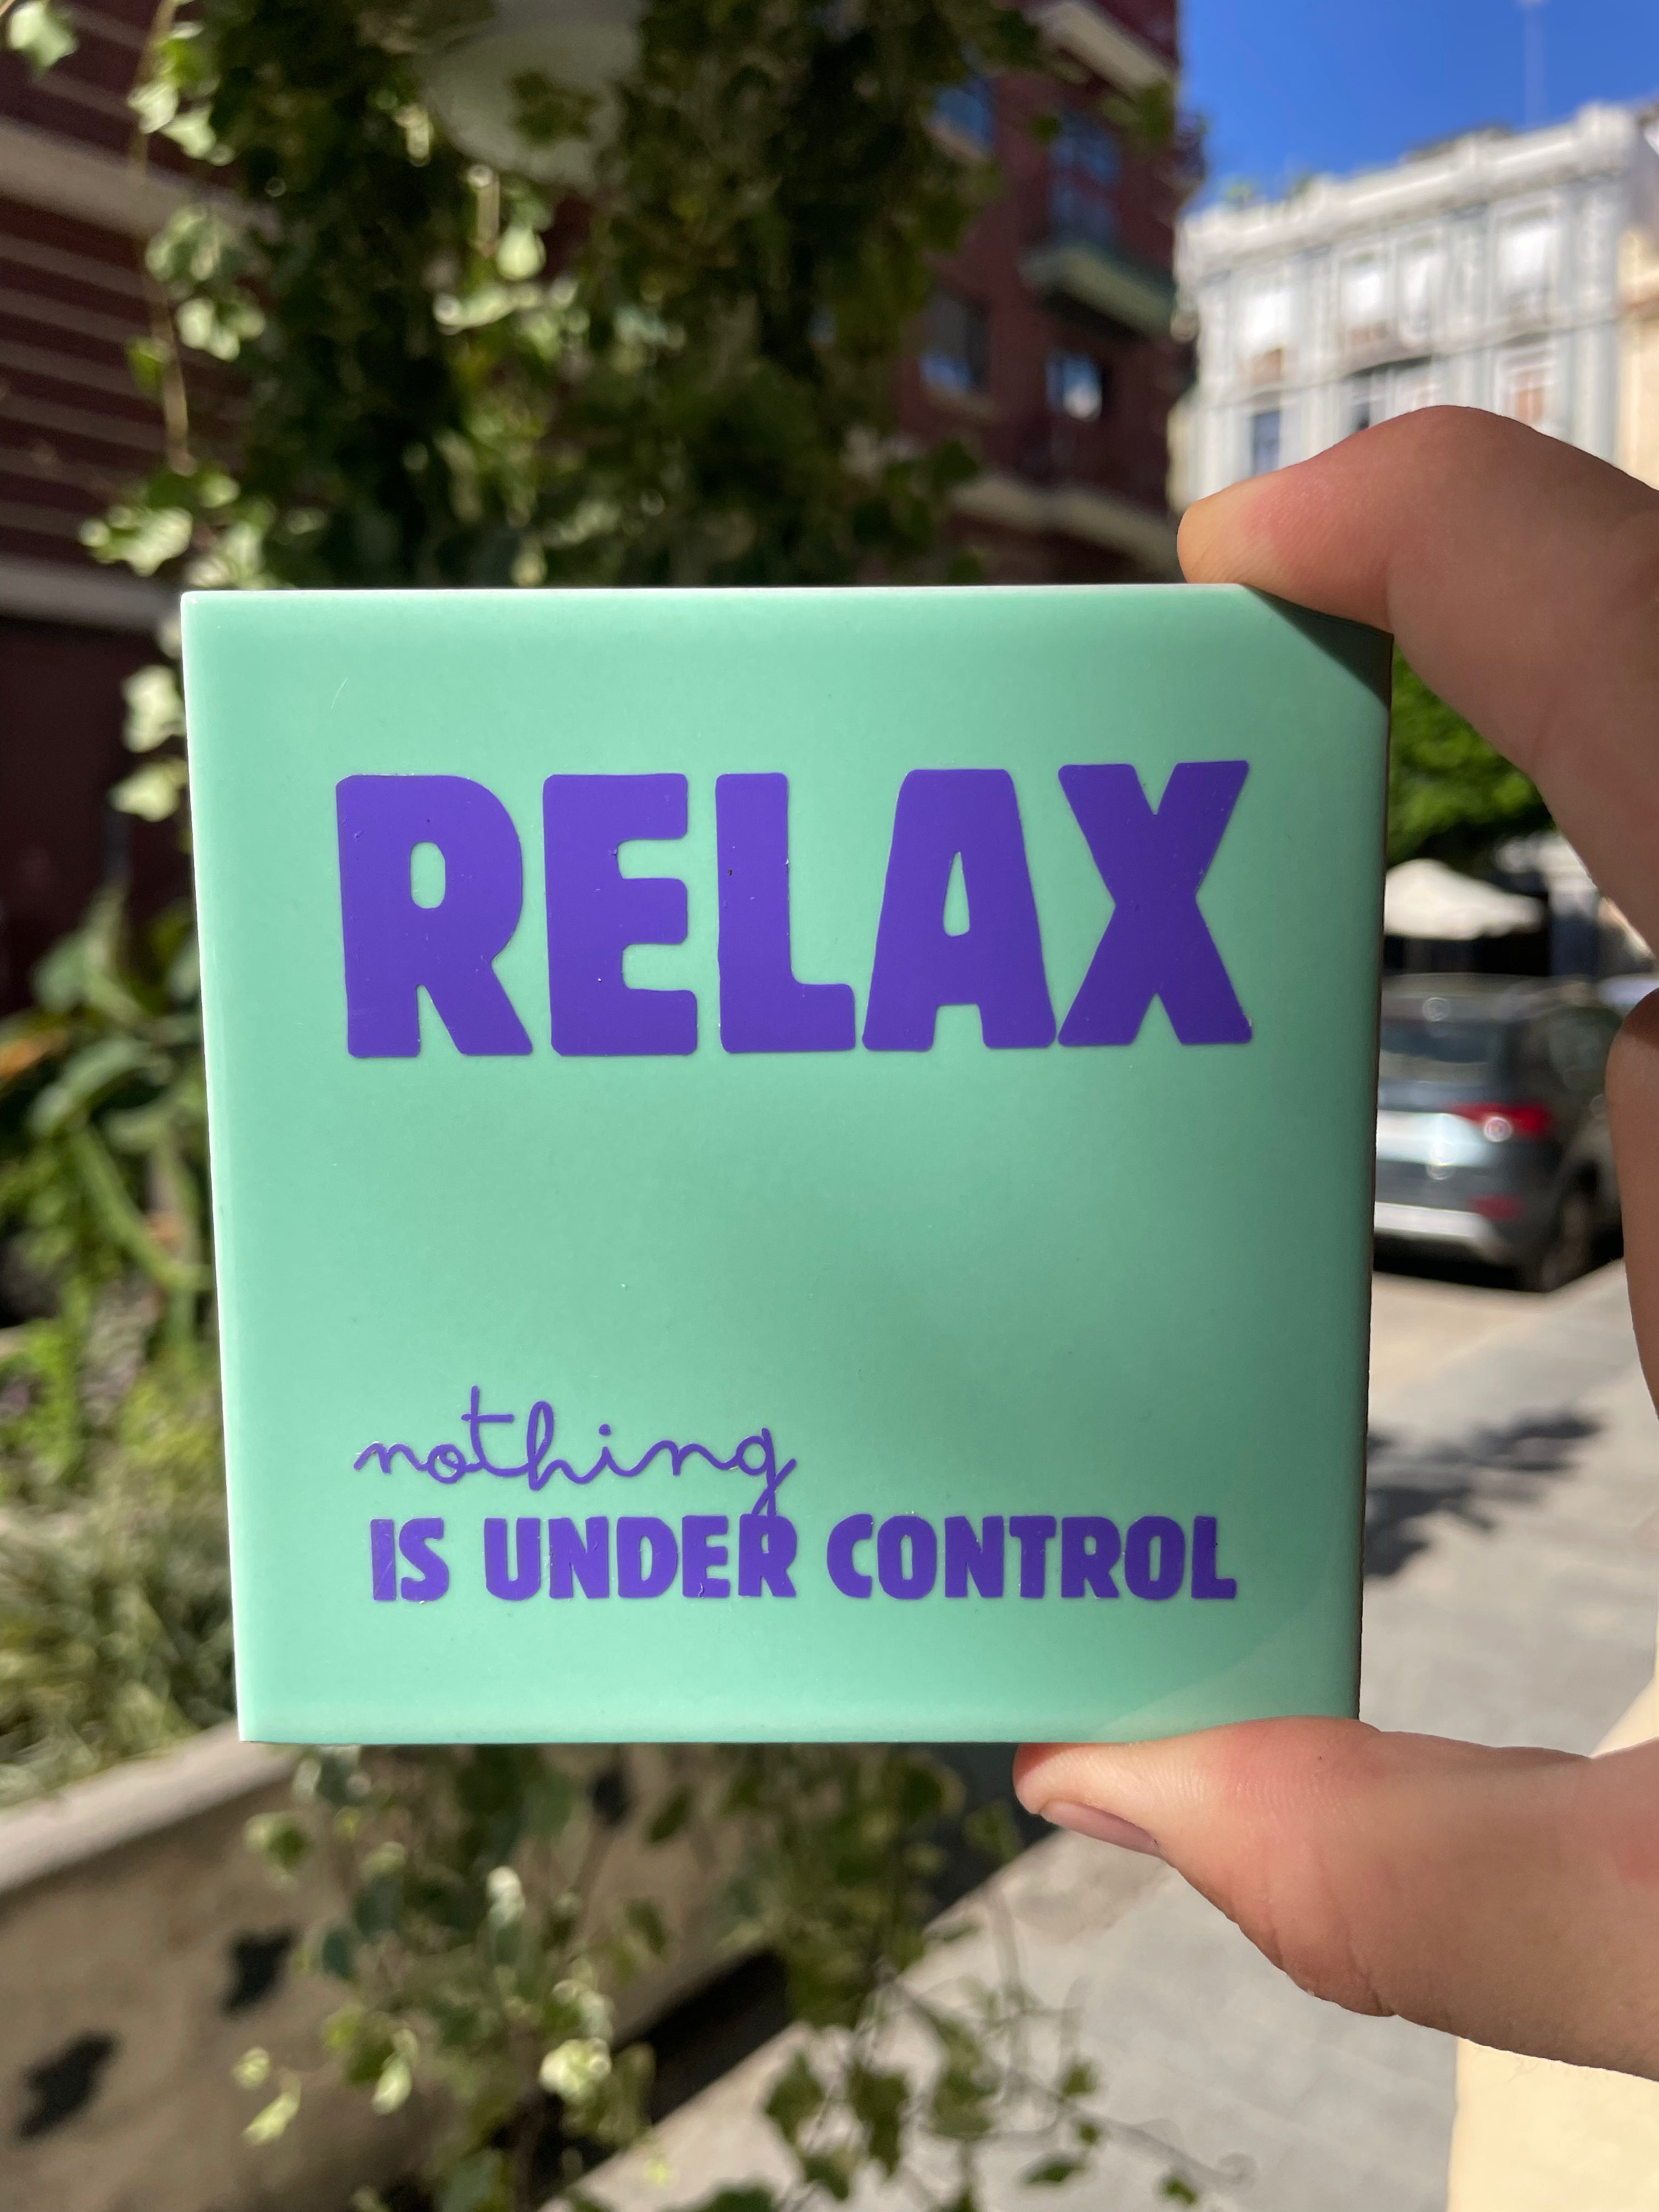 RELAX
nothing
IS UNDER CONTROL